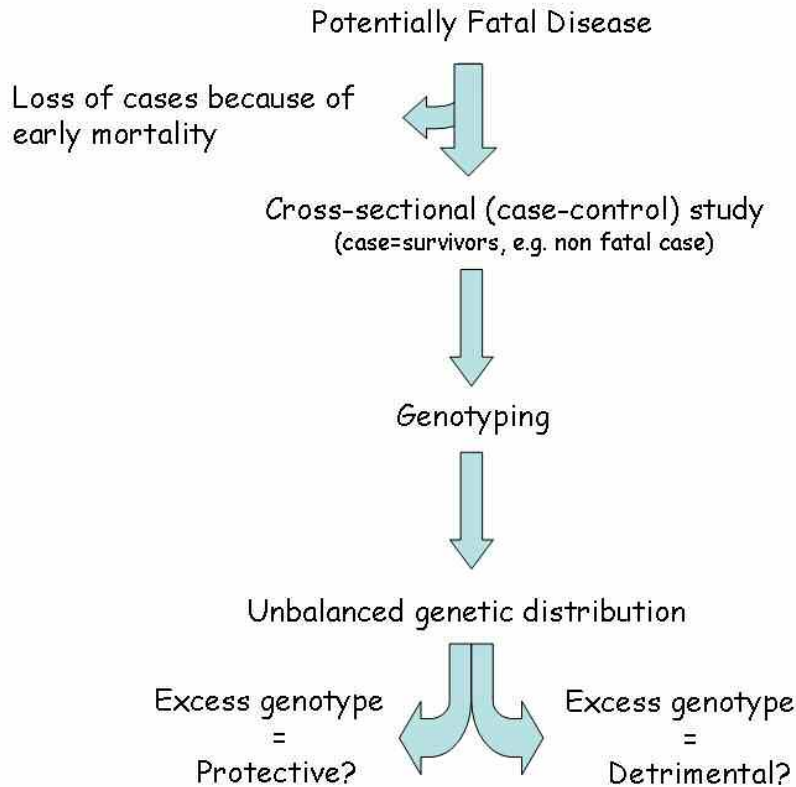 Potentially Fatal Disease
Loss of cases because of
early mortality
Cross-sectional (case-control) study
(case=survivors, e.g. non fatal case)
Genotyping
Unbalanced genetic distribution
Excess genotype
=
Protective?
Excess genotype
=
Detrimental?